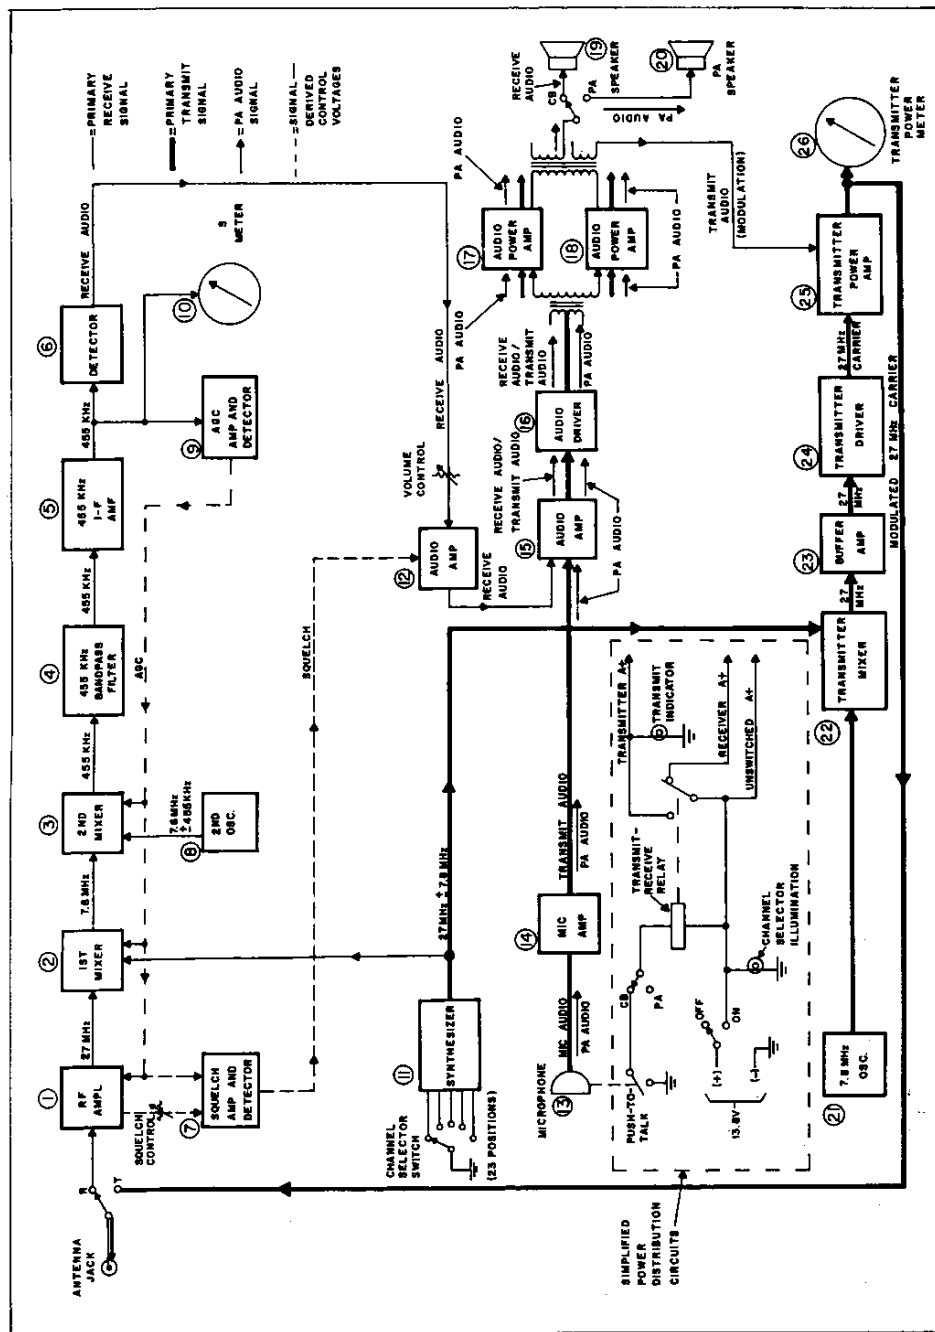 —=PRIMARY
RECEIVE
SIGNAL
=PRIMARY
TRANSMIT
SIGNAL
=PA AUDIO
SIGNAL
--=SIGNAL—
DERIVED
CONTROL
VOLTAGES
ANTENNA
JACK
R
T
1
RF
AMPL
27 MHz
2
1ST
MIXER
7.8 MHz
3
2ND
MIXER
455 KHz
4
455 KHz
BANDPASS
FILTER
455 KHz
5
455 KHz
I-F
AMP
455 KHz
6
DETECTOR
RECEIVE AUDIO
SQUELCH
CONTROL
7
SQUELCH
AMP AND
DETECTOR
7.8 MHz
±455KHz
8
2ND
OSC.
AGC
9
AGC
AMP AND
DETECTOR
10
S
METER
CHANNEL
SELECTOR
SWITCH
(23 POSITIONS)
11
SYNTHESIZER
27MHz ± 7.8 MHz
SQUELCH
12
AUDIO
AMP
RECEIVE
AUDIO
VOLUME
CONTROL
RECEIVE AUDIO
PA AUDIO
MICROPHONE
13
MIC AUDIO
PA AUDIO
14
MIC
AMP
TRANSMIT AUDIO
PA AUDIO
15
AUDIO
AMP
PA AUDIO
RECEIVE AUDIO/
TRANSMIT AUDIO
16
AUDIO
DRIVER
RECEIVE
AUDIO/
TRANSMIT
AUDIO
PA AUDIO
17
AUDIO
POWER
AMP
PA AUDIO
18
AUDIO
POWER
AMP
PA AUDIO
RECEIVE
AUDIO
CB
PA
19
SPEAKER
PA
AUDIO
20
PA
SPEAKER
TRANSMIT
AUDIO
(MODULATION)
SIMPLIFIED
POWER
DISTRIBUTION
CIRCUITS
PUSH-TO-
TALK
CB
PA
TRANSMIT-
RECEIVE
RELAY
TRANSMITTER A+
TRANSMIT
INDICATOR
RECEIVER A+
UNSWITCHED A+
13.8V
(+)
(−)
OFF
ON
CHANNEL
SELECTOR
ILLUMINATION
21
7.8 MHz
OSC.
22
TRANSMITTER
MIXER
27
MHz
23
BUFFER
AMP
27
MHz
24
TRANSMITTER
DRIVER
27MHz
CARRIER
25
TRANSMITTER
POWER
AMP
26
TRANSMITTER
POWER
METER
MODULATED 27 MHz CARRIER